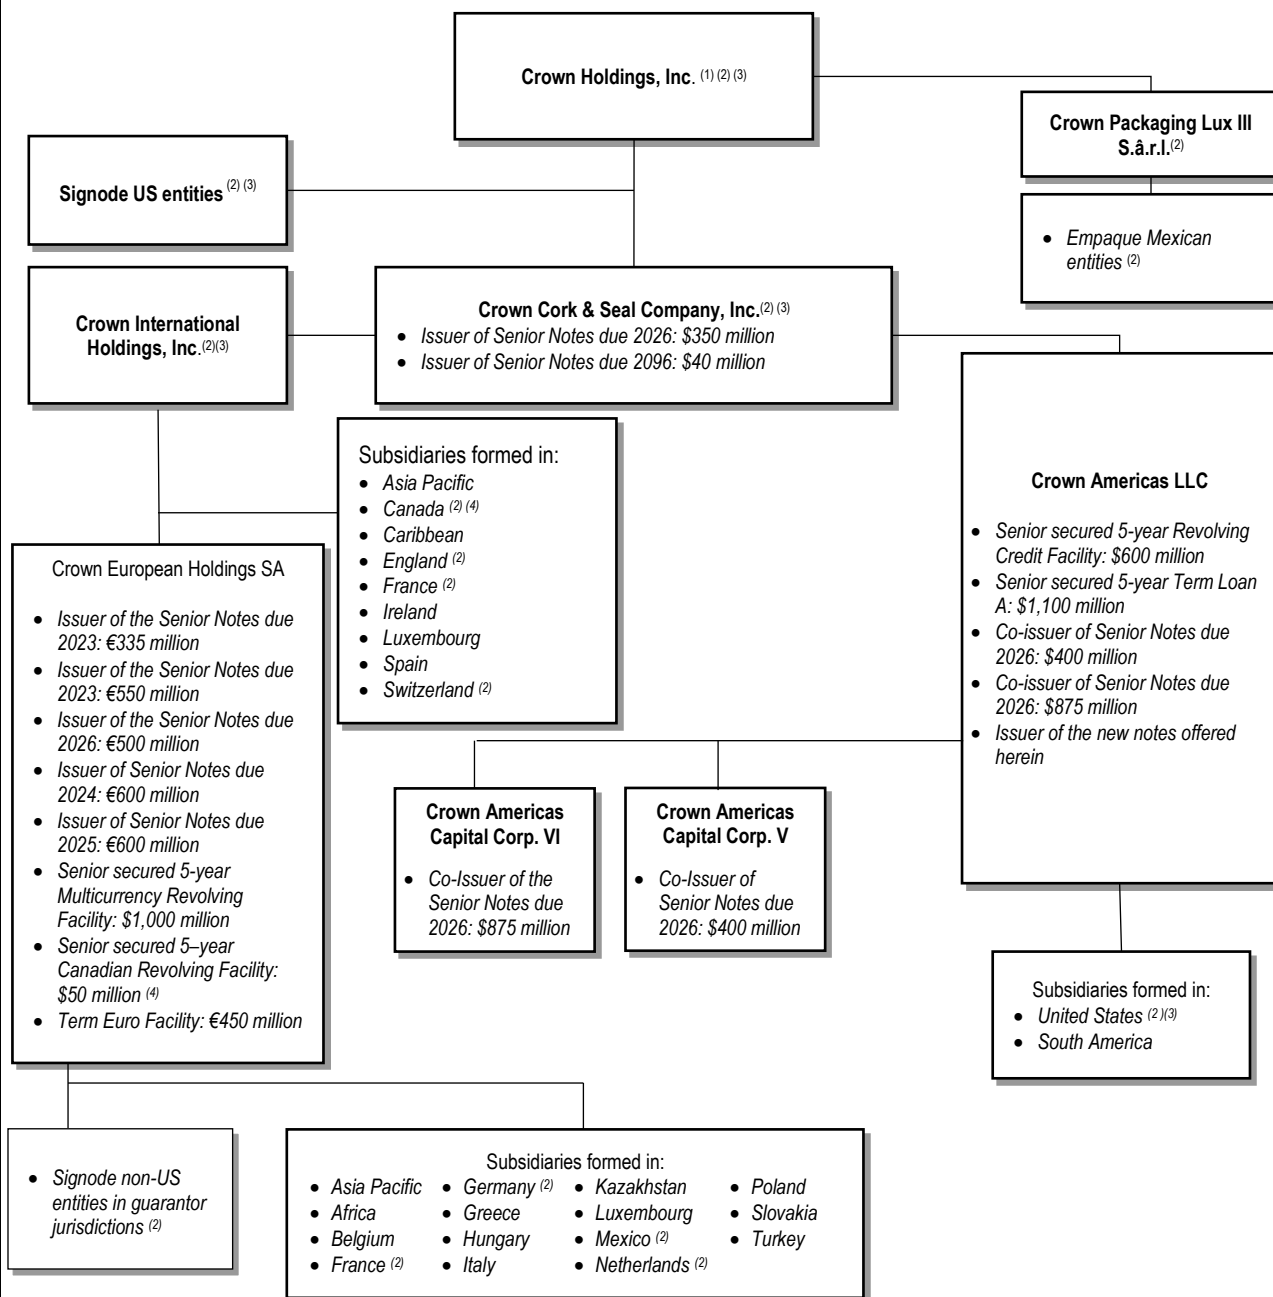 Crown Holdings, Inc. (1) (2) (3)
Crown Packaging Lux III
S.â.r.l.(2)
Signode US entities (2) (3)
• Empaque Mexican
entities (2)
Crown International
Holdings, Inc.(2)(3)
Crown Cork & Seal Company, Inc.(2) (3)
• Issuer of Senior Notes due 2026: $350 million
• Issuer of Senior Notes due 2096: $40 million
Subsidiaries formed in:
• Asia Pacific
• Canada (2) (4)
• Caribbean
• England (2)
• France (2)
• Ireland
• Luxembourg
• Spain
• Switzerland (2)
Crown Americas LLC
• Senior secured 5-year Revolving
Credit Facility: $600 million
• Senior secured 5-year Term Loan
A: $1,100 million
• Co-issuer of Senior Notes due
2026: $400 million
• Co-issuer of Senior Notes due
2026: $875 million
• Issuer of the new notes offered
herein
Crown European Holdings SA
• Issuer of the Senior Notes due
2023: €335 million
• Issuer of the Senior Notes due
2023: €550 million
• Issuer of the Senior Notes due
2026: €500 million
• Issuer of Senior Notes due
2024: €600 million
• Issuer of Senior Notes due
2025: €600 million
• Senior secured 5-year
Multicurrency Revolving
Facility: $1,000 million
• Senior secured 5–year
Canadian Revolving Facility:
$50 million (4)
• Term Euro Facility: €450 million
Crown Americas
Capital Corp. VI
• Co-Issuer of the
Senior Notes due
2026: $875 million
Crown Americas
Capital Corp. V
• Co-Issuer of
Senior Notes due
2026: $400 million
Subsidiaries formed in:
• United States (2 )(3)
• South America
• Signode non-US
entities in guarantor
jurisdictions (2)
Subsidiaries formed in:
• Asia Pacific • Germany (2) • Kazakhstan • Poland
• Africa • Greece • Luxembourg • Slovakia
• Belgium • Hungary • Mexico (2) • Turkey
• France (2) • Italy • Netherlands (2)